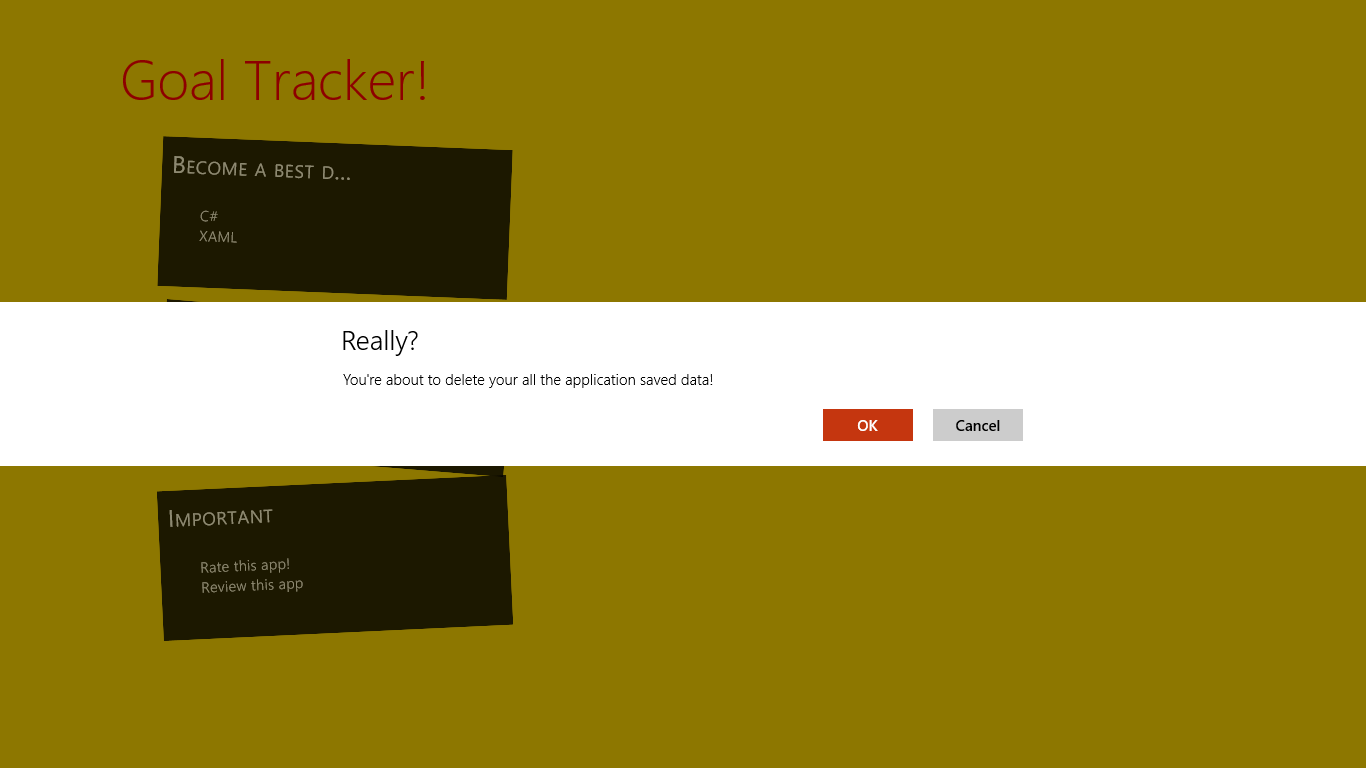 Goal Tracker!
BECOME A BEST D...
C#
XAML
Really?
You're about to delete your all the application saved data!
OK
Cancel
IMPORTANT
Rate this app!
Review this app